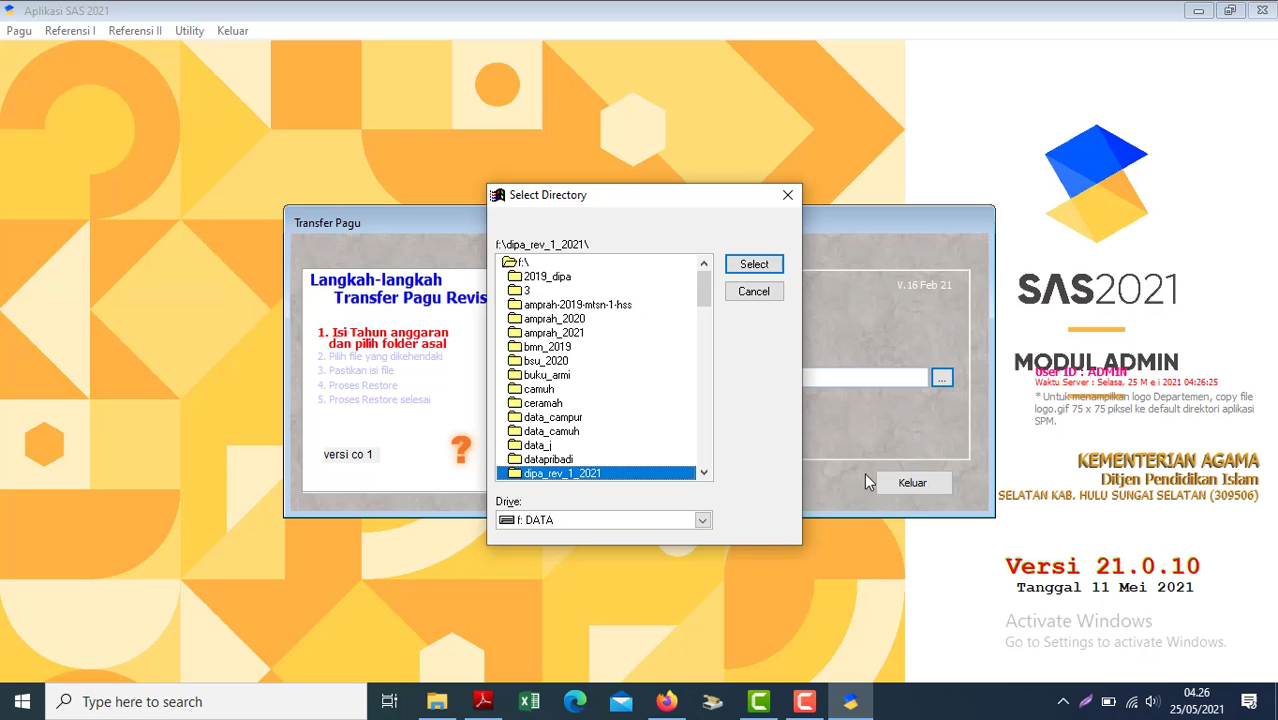 Aplikasi SAS 2021
Pagu Referensi I Referensi II Utility Keluar
Transfer Pagu
Langkah-langkah
Transfer Pagu Revis
1. Isi Tahun anggaran
dan pilih folder asal
2. Pilih file yang dikehendaki
3. Pastikan isi file
4. Proses Restore
5. Proses Restore selesai
versi co 1
?
Select Directory
f:\dipa_rev_1_2021\
f:\
2019_dipa
3
amprah-2019-mtsn-1-hss
amprah_2020
amprah_2021
bmn_2019
bsu_2020
buku_armi
camuh
ceramah
data_campur
data_camuh
data_j
datapribadi
dipa_rev_1_2021
Drive:
f: DATA
Select
Cancel
V.16 Feb 21
...
Keluar
SAS2021
MODUL ADMIN
User ID : ADMIN
Waktu Server : Selasa, 25 M e i 2021 04:26:25
* Untuk menampilkan logo Departemen, copy file
logo.gif 75 x 75 piksel ke default direktori aplikasi
SPM.
KEMENTERIAN AGAMA
Ditjen Pendidikan Islam
SELATAN KAB. HULU SUNGAI SELATAN (309506)
Versi 21.0.10
Tanggal 11 Mei 2021
Activate Windows
Go to Settings to activate Windows.
Type here to search
04.26
25/05/2021